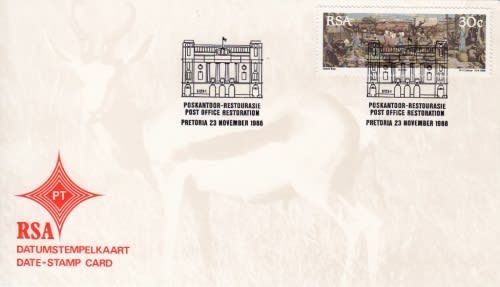 RSA 30c
POSKANTOOR-RESTOURASIE
POST OFFICE RESTORATION
PRETORIA 23 NOVEMBER 1988
POSKANTOOR-RESTOURASIE
POST OFFICE RESTORATION
PRETORIA 23 NOVEMBER 1988
PT
RSA
DATUMSTEMPELKAART
DATE-STAMP CARD